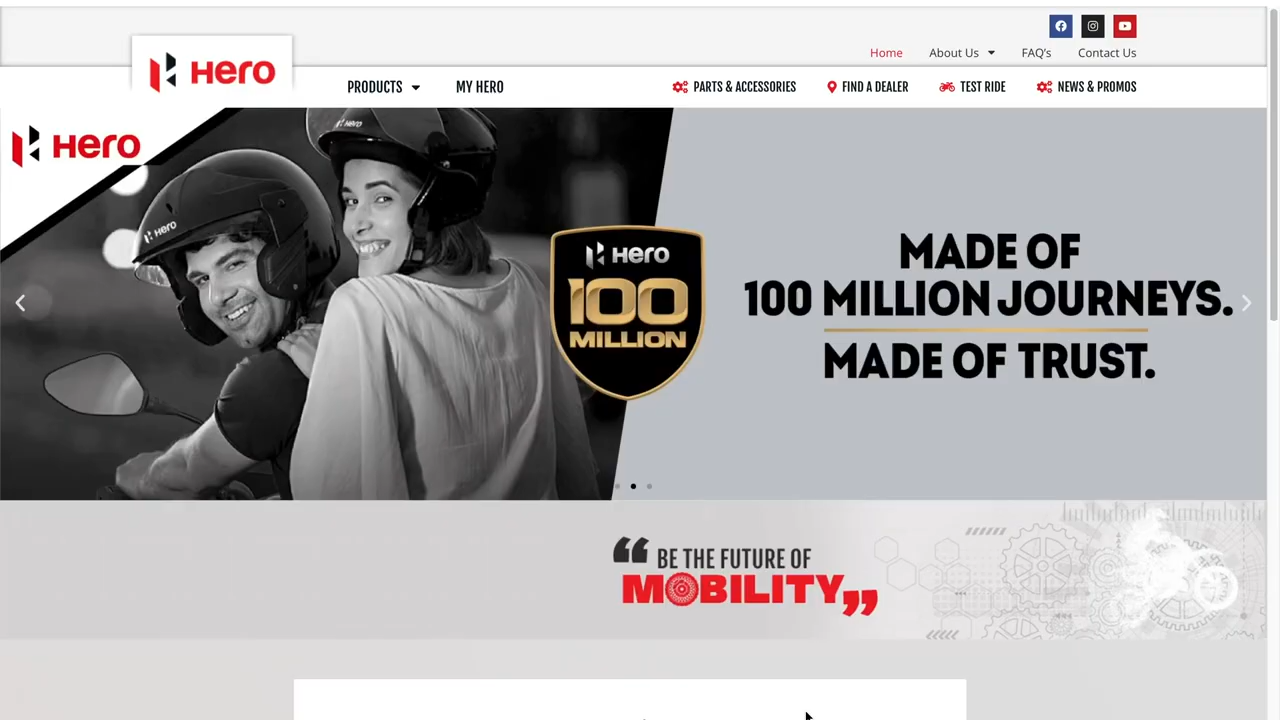 Home
About Us
FAQ's
Contact Us
Hero
PRODUCTS
MY HERO
PARTS & ACCESSORIES
FIND A DEALER
TEST RIDE
NEWS & PROMOS
Hero
Hero
Hero
Hero
100
MILLION
MADE OF
100 MILLION JOURNEYS.
MADE OF TRUST.
“BE THE FUTURE OF
MOBILITY”